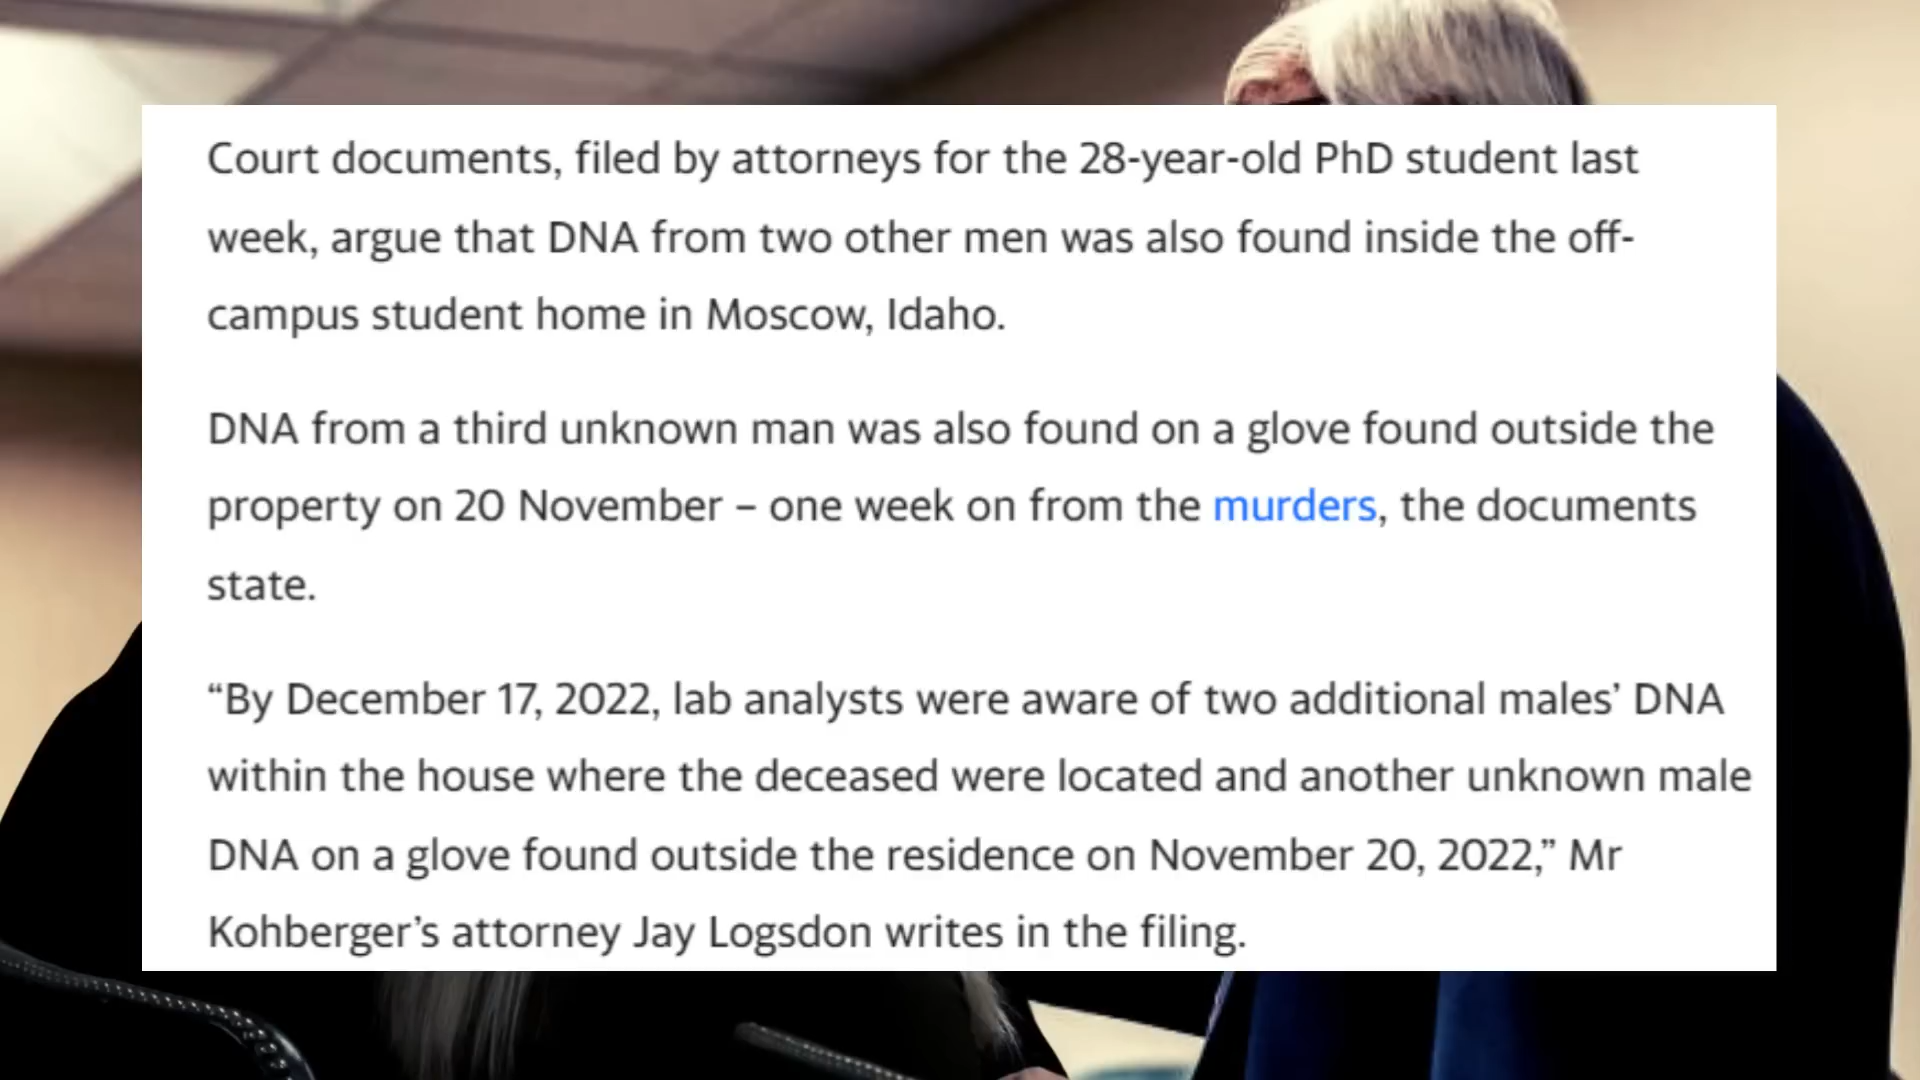 Court documents, filed by attorneys for the 28-year-old PhD student last
week, argue that DNA from two other men was also found inside the off-
campus student home in Moscow, Idaho.
DNA from a third unknown man was also found on a glove found outside the
property on 20 November – one week on from the murders, the documents
state.
“By December 17, 2022, lab analysts were aware of two additional males’ DNA
within the house where the deceased were located and another unknown male
DNA on a glove found outside the residence on November 20, 2022,” Mr
Kohberger’s attorney Jay Logsdon writes in the filing.